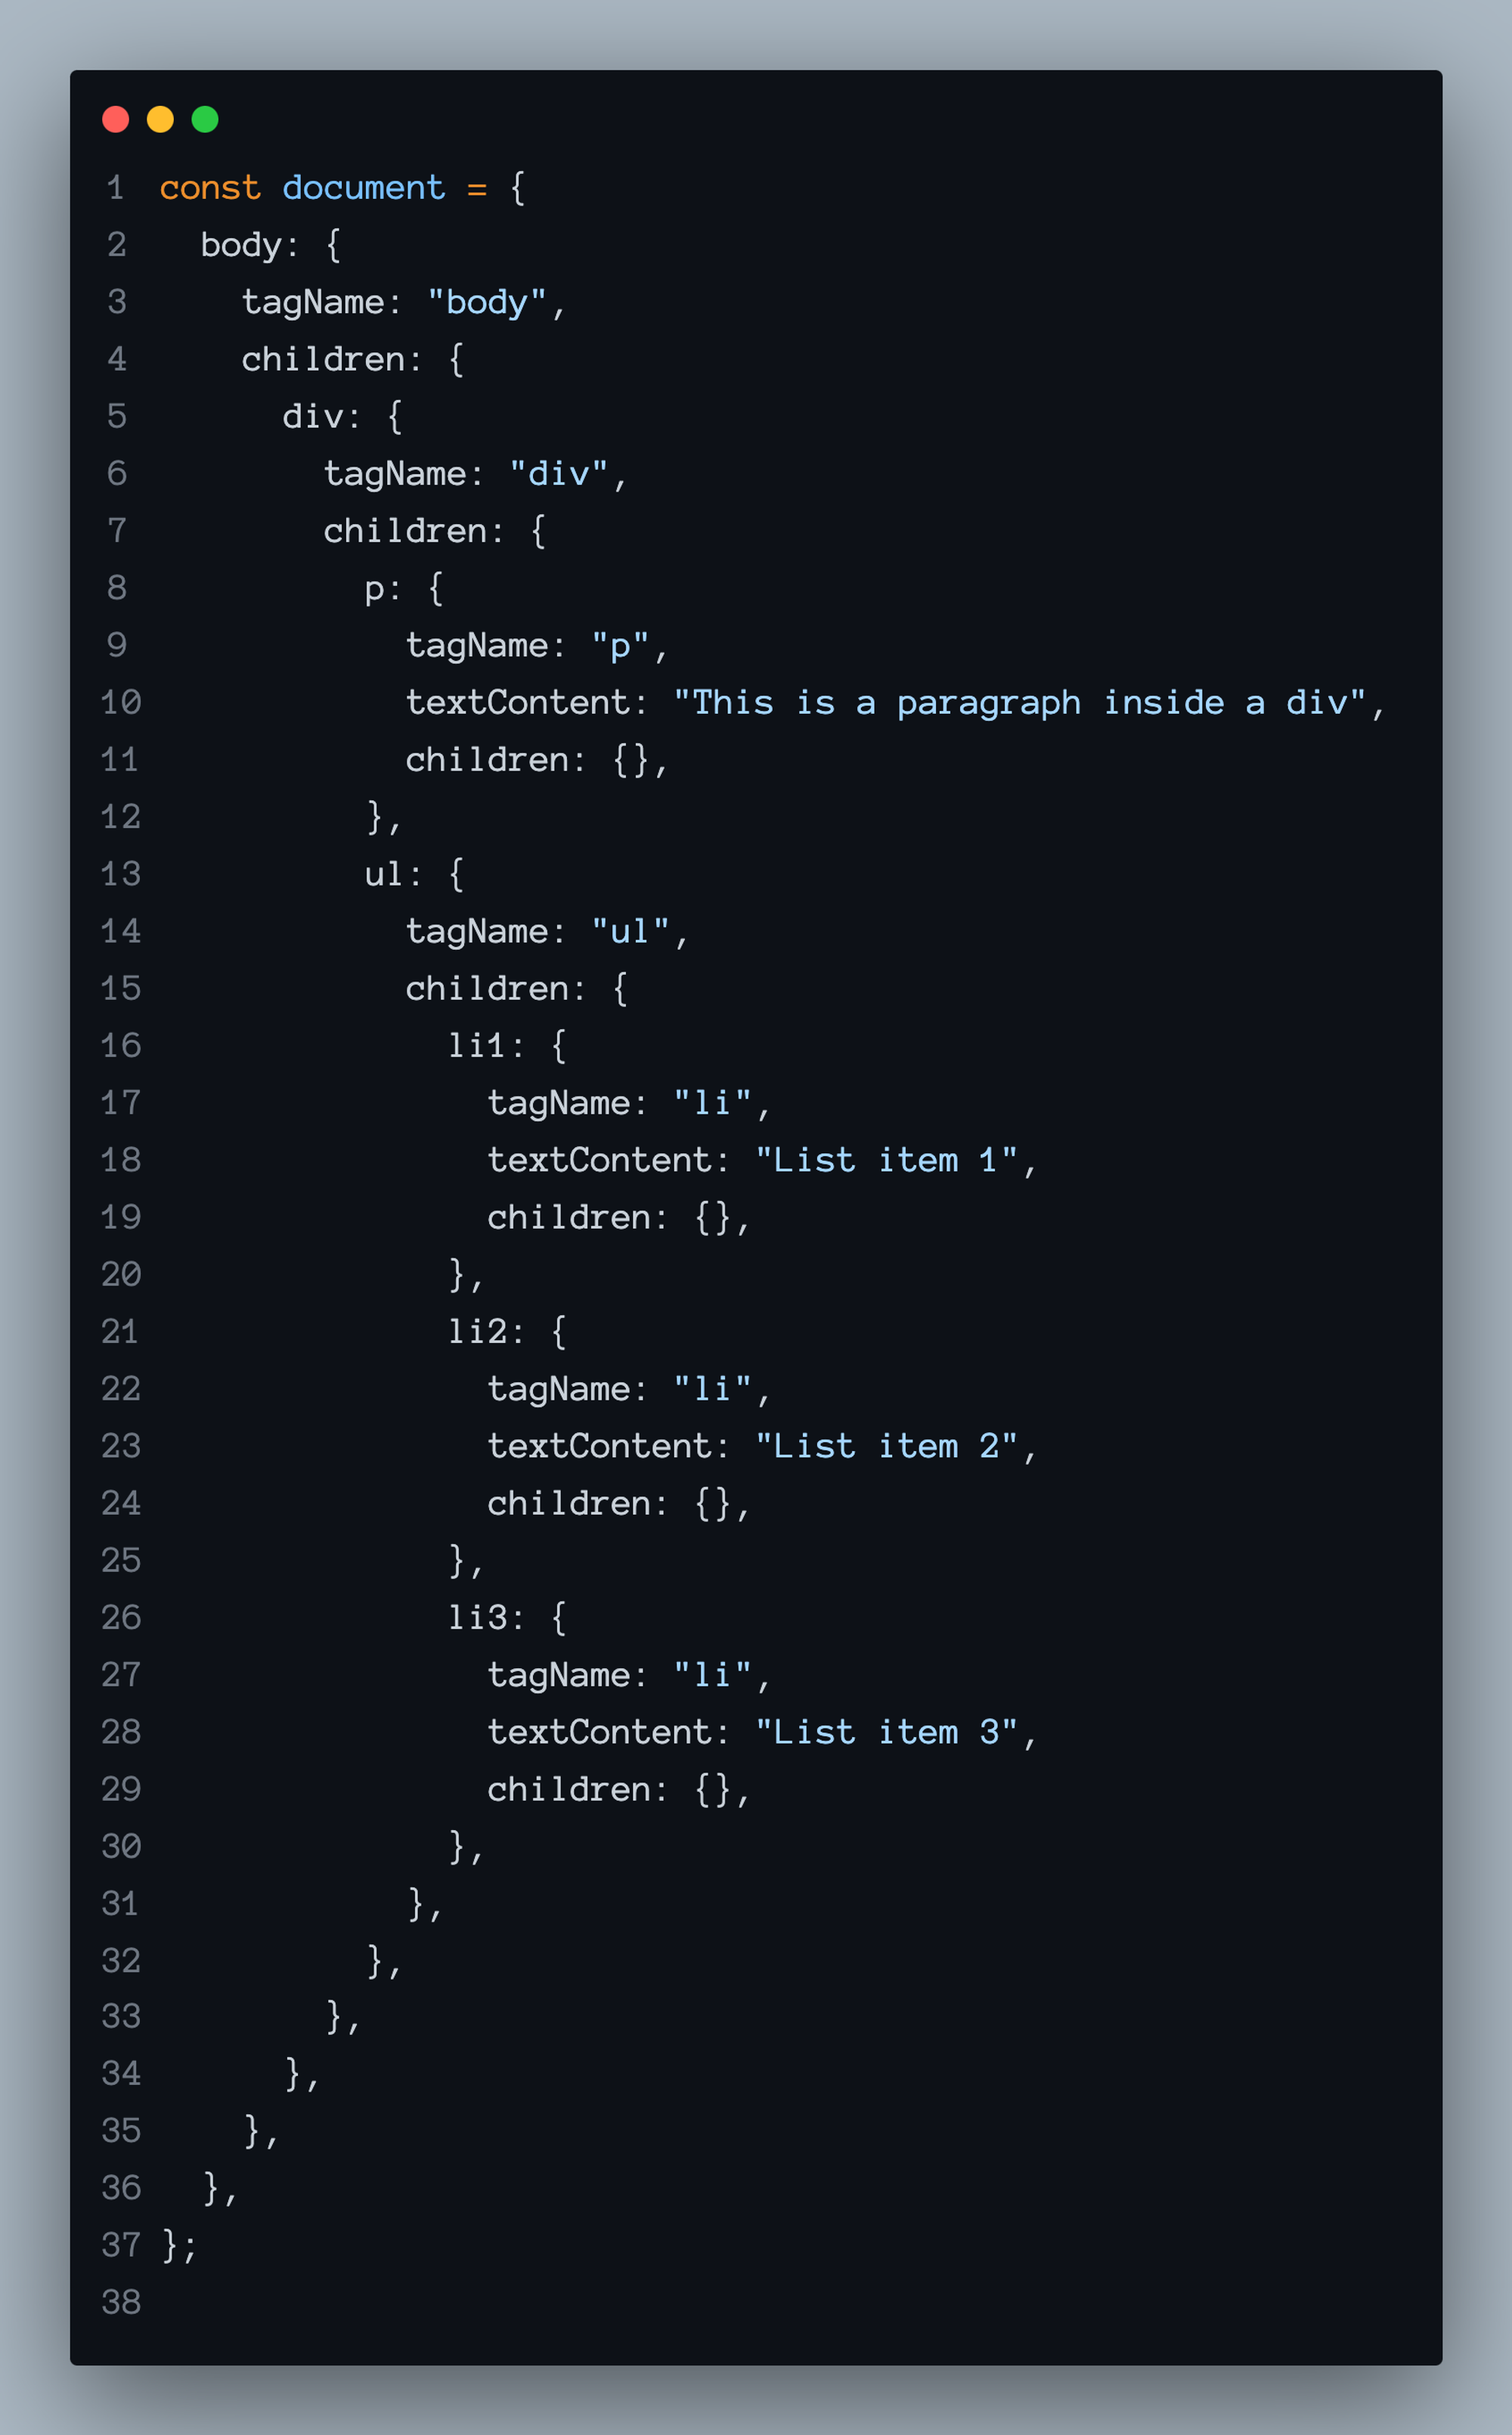 1 const document = {
2   body: {
3     tagName: "body",
4     children: {
5       div: {
6         tagName: "div",
7         children: {
8           p: {
9             tagName: "p",
10             textContent: "This is a paragraph inside a div",
11             children: {},
12           },
13           ul: {
14             tagName: "ul",
15             children: {
16               li1: {
17                 tagName: "li",
18                 textContent: "List item 1",
19                 children: {},
20               },
21               li2: {
22                 tagName: "li",
23                 textContent: "List item 2",
24                 children: {},
25               },
26               li3: {
27                 tagName: "li",
28                 textContent: "List item 3",
29                 children: {},
30               },
31             },
32           },
33         },
34       },
35     },
36   },
37 };
38